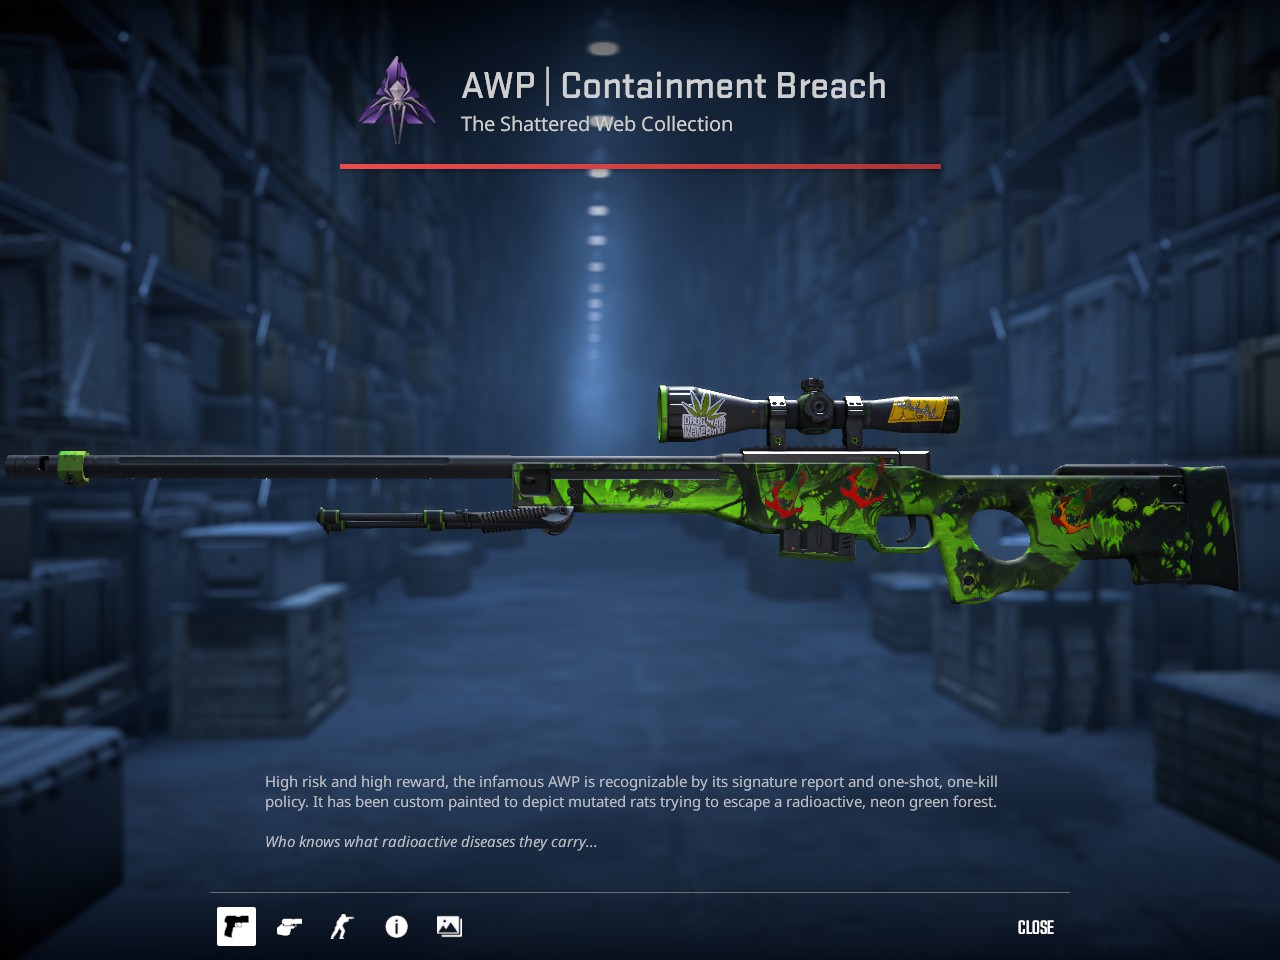 AWP | Containment Breach
The Shattered Web Collection
High risk and high reward, the infamous AWP is recognizable by its signature report and one-shot, one-kill
policy. It has been custom painted to depict mutated rats trying to escape a radioactive, neon green forest.
Who knows what radioactive diseases they carry...
CLOSE